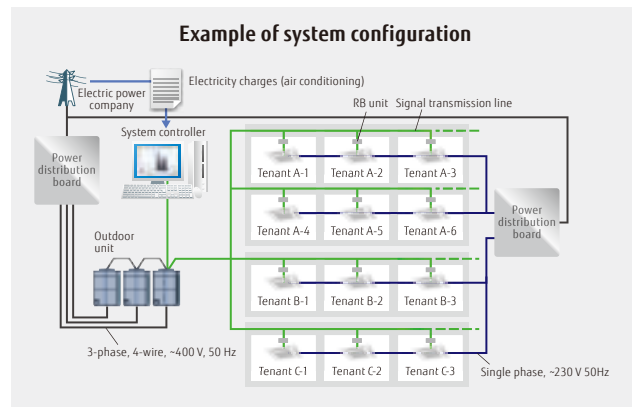 Example of system configuration
Electric power
company
Electricity charges (air conditioning)
RB unit
Signal transmission line
System controller
Power
distribution
board
Tenant A-1
Tenant A-2
Tenant A-3
Tenant A-4
Tenant A-5
Tenant A-6
Power
distribution
board
Outdoor
unit
Tenant B-1
Tenant B-2
Tenant B-3
3-phase, 4-wire, ~400 V, 50 Hz
Tenant C-1
Tenant C-2
Tenant C-3
Single phase, ~230 V 50Hz